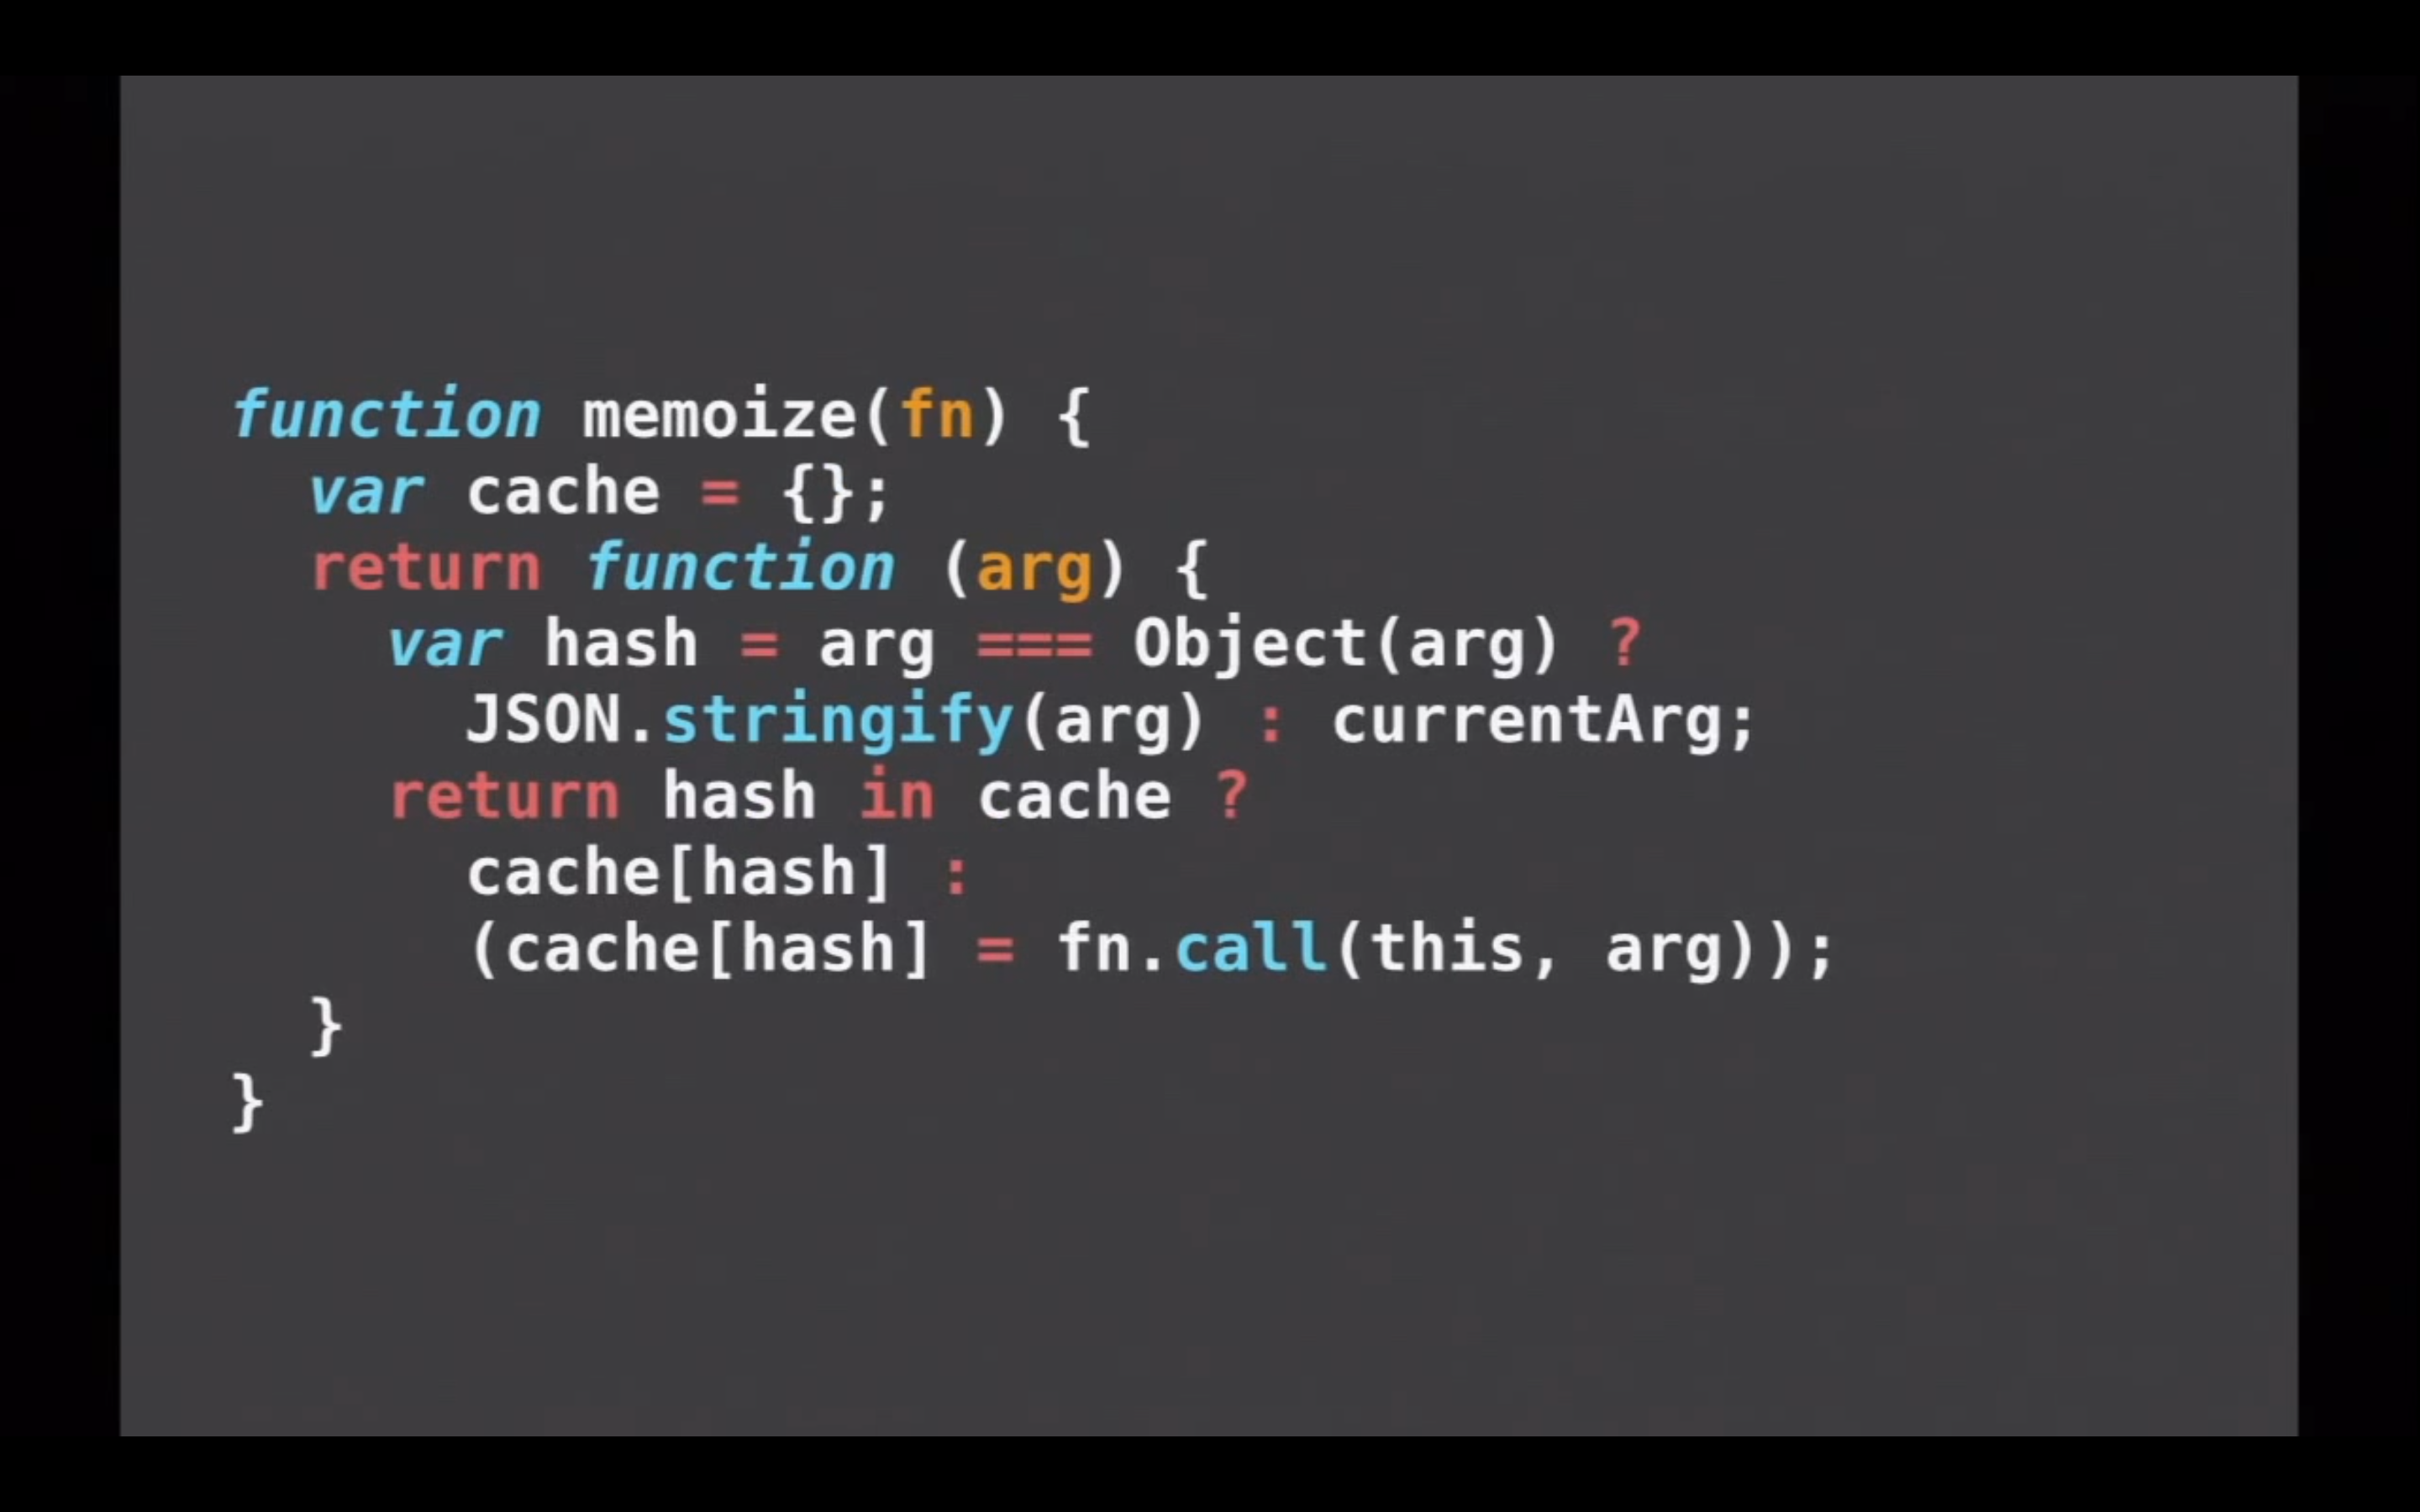 function memoize(fn) {
  var cache = {};
  return function (arg) {
    var hash = arg === Object(arg) ?
      JSON.stringify(arg) : currentArg;
    return hash in cache ?
      cache[hash] :
      (cache[hash] = fn.call(this, arg));
  }
}